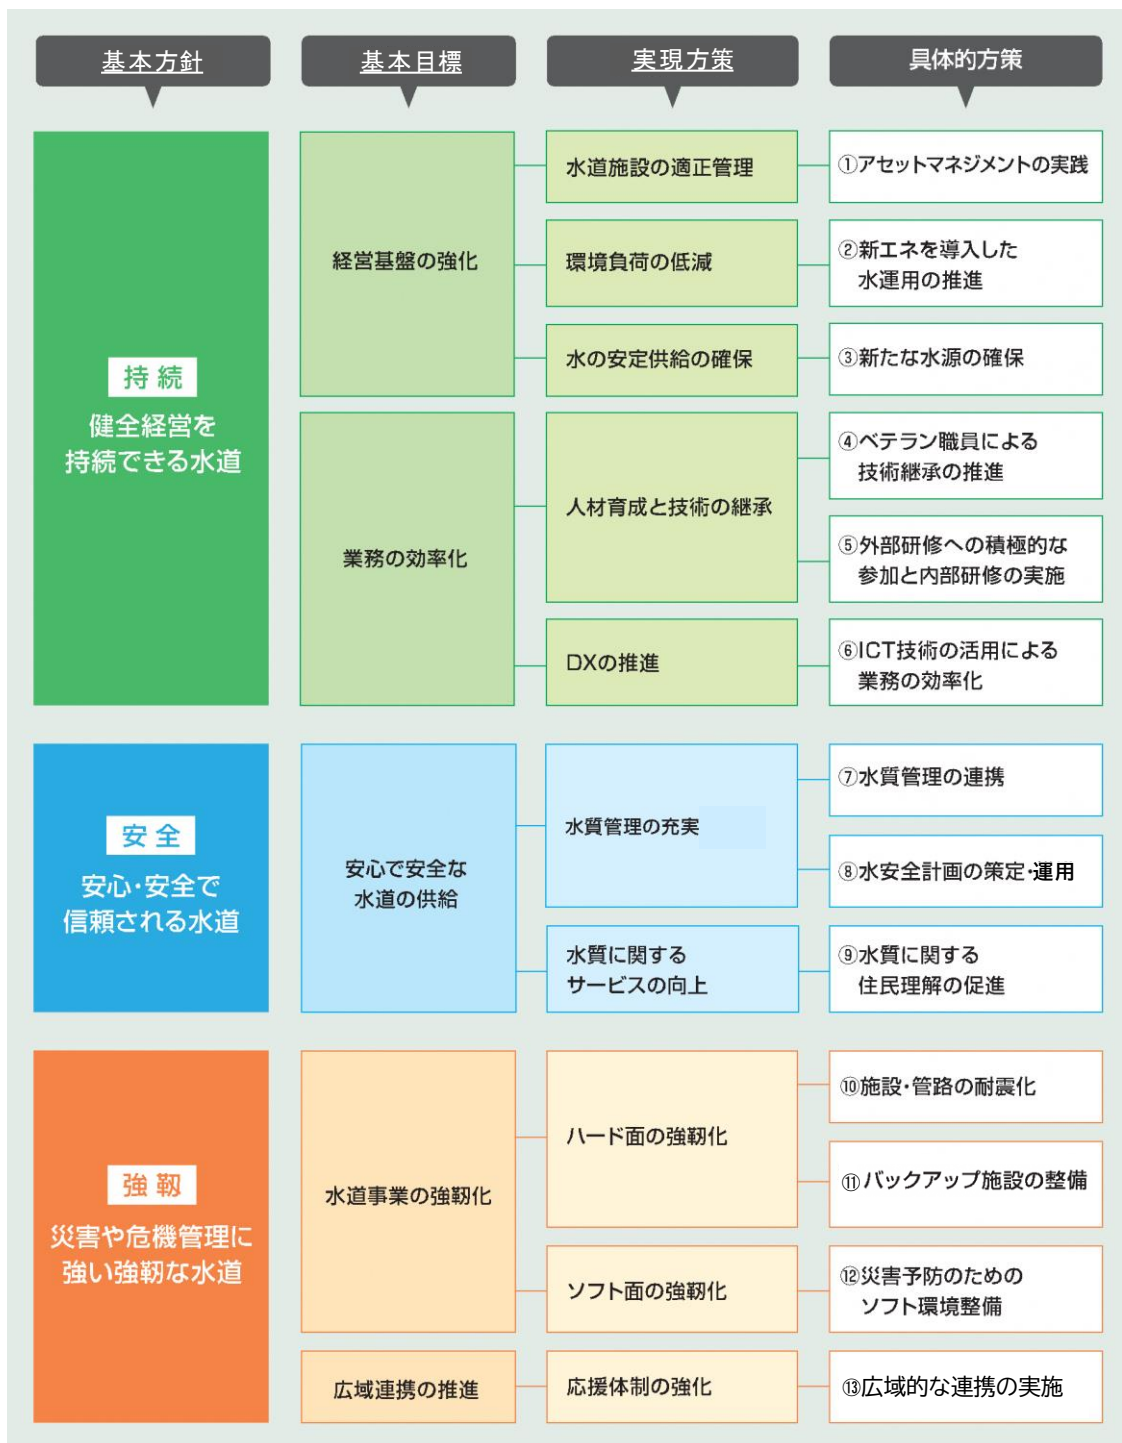 基本方針
基本目標
実現方策
具体的方策
持続
健全経営を
持続できる水道
経営基盤の強化
水道施設の適正管理
①アセットマネジメントの実践
環境負荷の低減
②新エネを導入した
水運用の推進
水の安定供給の確保
③新たな水源の確保
業務の効率化
人材育成と技術の継承
④ベテラン職員による
技術継承の推進
⑤外部研修への積極的な
参加と内部研修の実施
DXの推進
⑥ICT技術の活用による
業務の効率化
安全
安心・安全で
信頼される水道
安心で安全な
水道の供給
水質管理の充実
⑦水質管理の連携
⑧水安全計画の策定・運用
水質に関する
サービスの向上
⑨水質に関する
住民理解の促進
強靱
災害や危機管理に
強い強靱な水道
水道事業の強靱化
ハード面の強靱化
⑩施設・管路の耐震化
⑪バックアップ施設の整備
ソフト面の強靱化
⑫災害予防のための
ソフト環境整備
広域連携の推進
応援体制の強化
⑬広域的な連携の実施